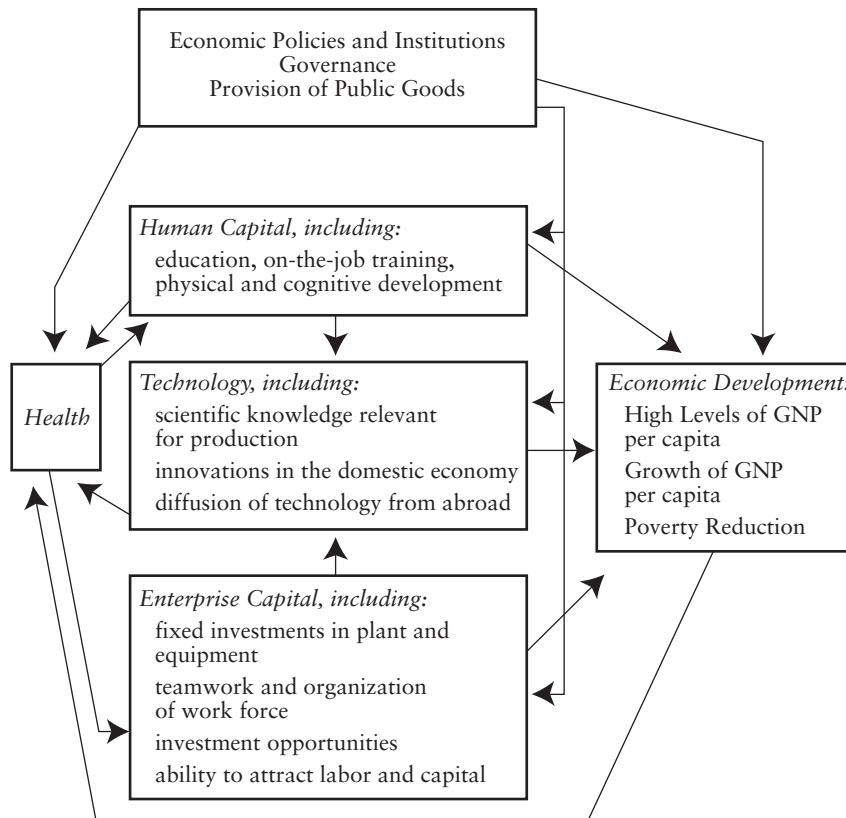 Economic Policies and Institutions
Governance
Provision of Public Goods
Human Capital, including:
education, on-the-job training,
physical and cognitive development
Health
Technology, including:
scientific knowledge relevant
for production
innovations in the domestic economy
diffusion of technology from abroad
Economic Development:
High Levels of GNP
per capita
Growth of GNP
per capita
Poverty Reduction
Enterprise Capital, including:
fixed investments in plant and
equipment
teamwork and organization
of work force
investment opportunities
ability to attract labor and capital